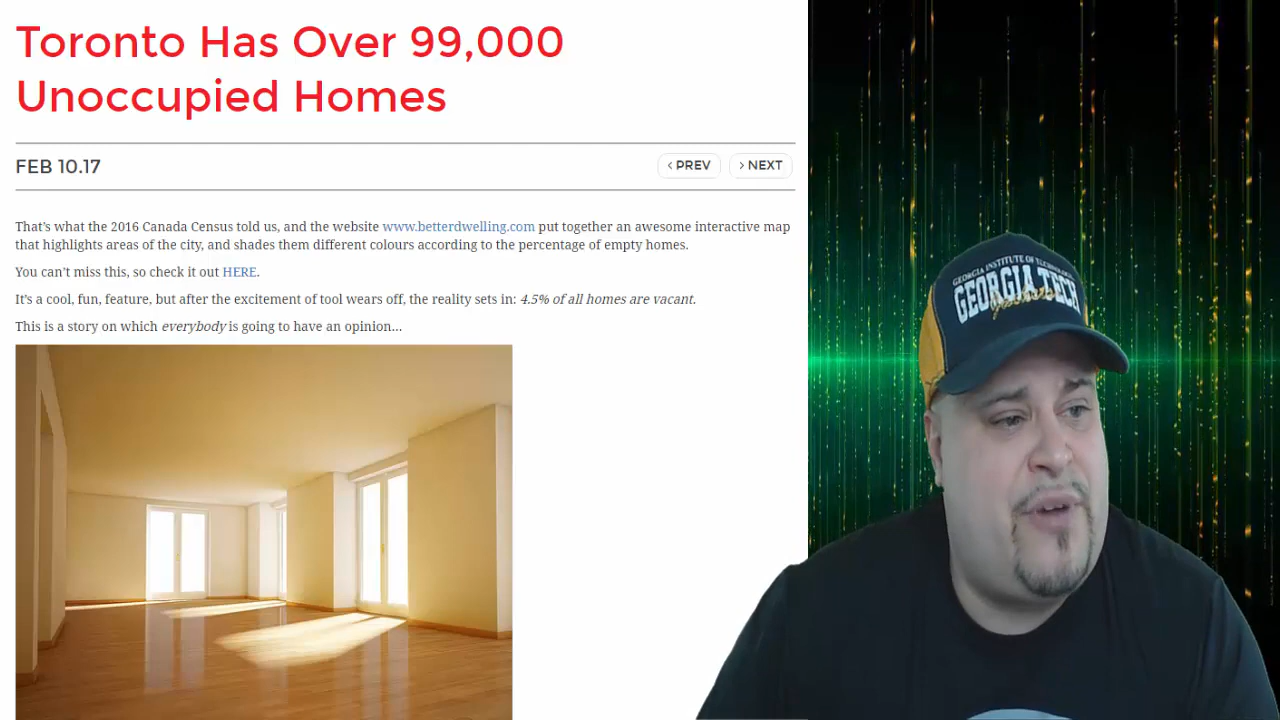 Toronto Has Over 99,000
Unoccupied Homes
FEB 10.17
‹ PREV
› NEXT
That's what the 2016 Canada Census told us, and the website www.betterdwelling.com put together an awesome interactive map
that highlights areas of the city, and shades them different colours according to the percentage of empty homes.
You can't miss this, so check it out HERE.
It's a cool, fun, feature, but after the excitement of tool wears off, the reality sets in: 4.5% of all homes are vacant.
This is a story on which everybody is going to have an opinion...
GEORGIA INSTITUTE OF TECHNOLOGY
GEORGIA TECH